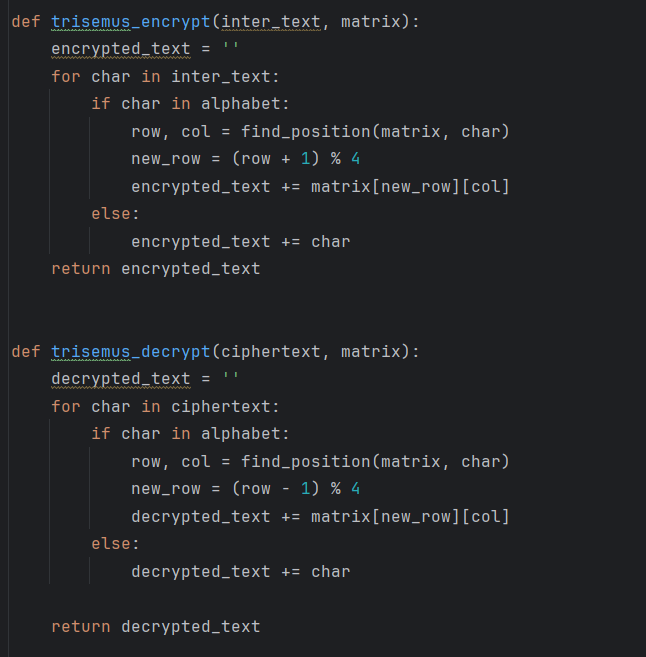 def trisemus_encrypt(inter_text, matrix):
    encrypted_text = ''
    for char in inter_text:
        if char in alphabet:
            row, col = find_position(matrix, char)
            new_row = (row + 1) % 4
            encrypted_text += matrix[new_row][col]
        else:
            encrypted_text += char
    return encrypted_text


def trisemus_decrypt(ciphertext, matrix):
    decrypted_text = ''
    for char in ciphertext:
        if char in alphabet:
            row, col = find_position(matrix, char)
            new_row = (row - 1) % 4
            decrypted_text += matrix[new_row][col]
        else:
            decrypted_text += char

    return decrypted_text